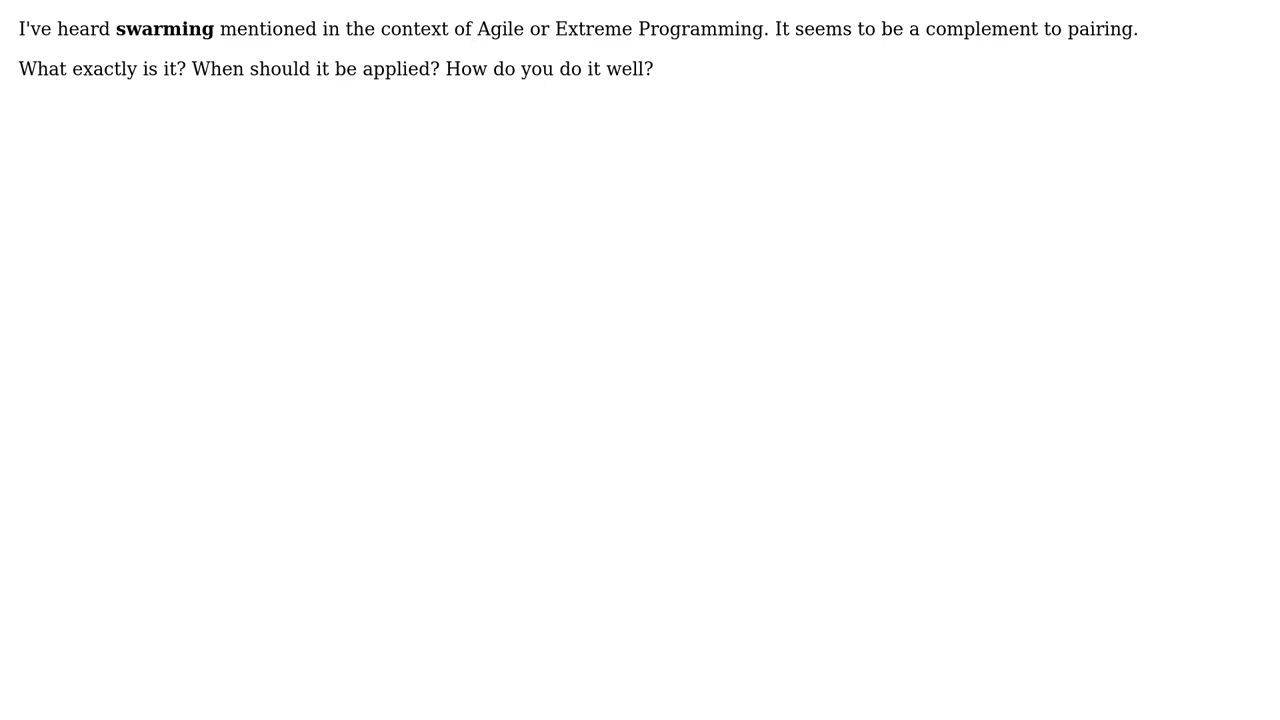 I've heard swarming mentioned in the context of Agile or Extreme Programming. It seems to be a complement to pairing.
What exactly is it? When should it be applied? How do you do it well?